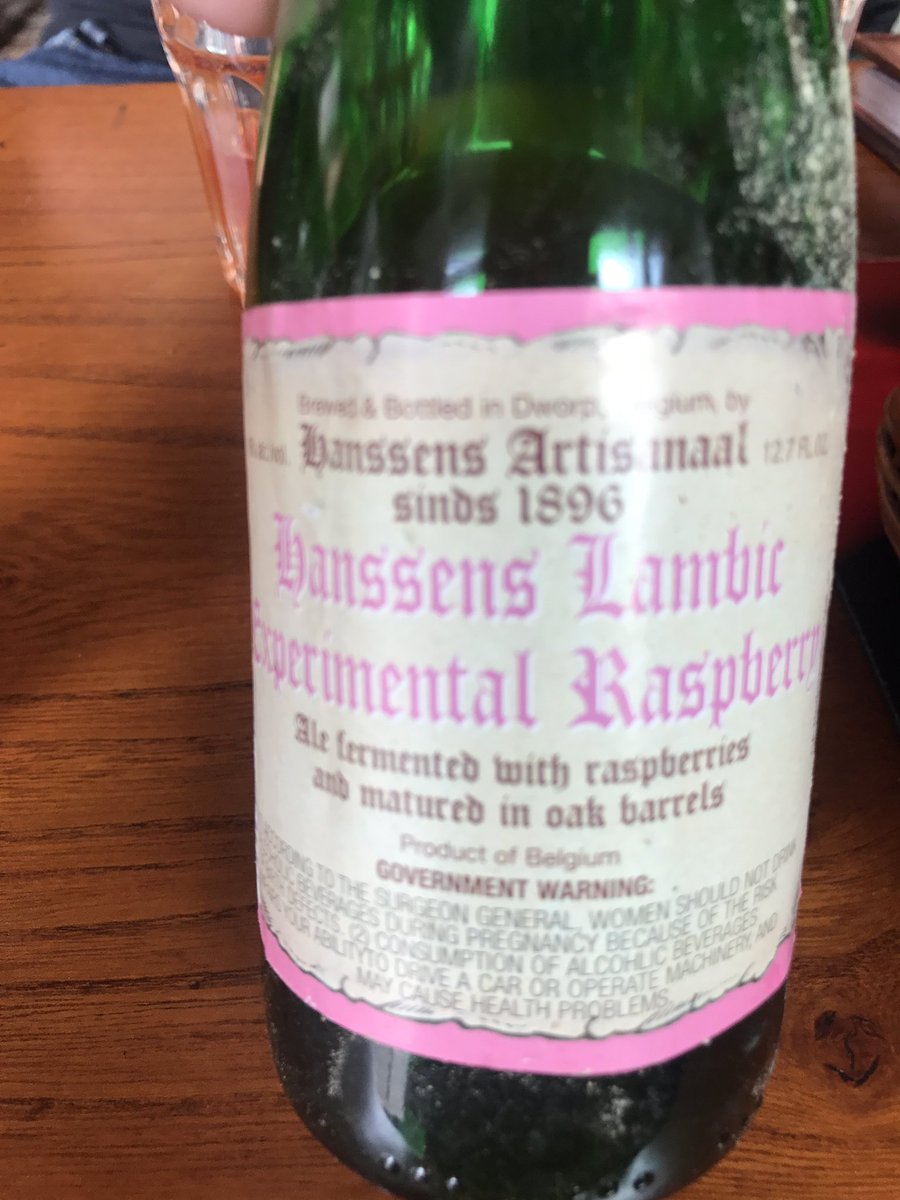 Brewed & Bottled in Dworp, by
Hanssens Artisanaal 12.7 FL.OZ.
sinds 1896
Hanssens Lambic
Experimental Raspberry
Ale fermented with raspberries
and matured in oak barrels
Product of Belgium
GOVERNMENT WARNING:
ACCORDING TO THE SURGEON GENERAL, WOMEN SHOULD NOT DRINK
BEVERAGES DURING PREGNANCY BECAUSE OF THE RISK
DEFECTS. (2) CONSUMPTION OF ALCOHLIC BEVERAGES
YOUR ABILITYTO DRIVE A CAR OR OPERATE MACHINERY, AND
MAY CAUSE HEALTH PROBLEMS.